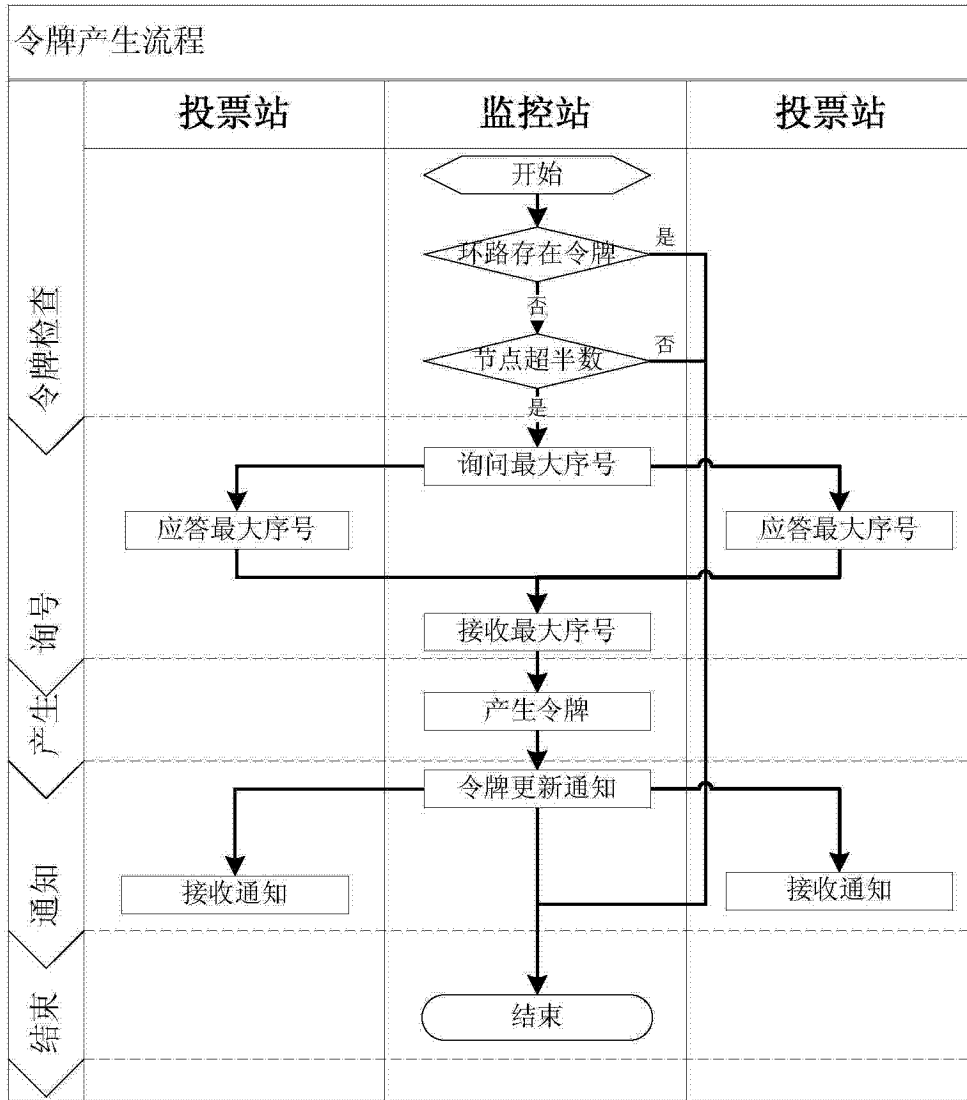 令牌产生流程
投票站
监控站
投票站
令牌检查
开始
环路存在令牌
是
否
节点超半数
否
是
询号
询问最大序号
应答最大序号
应答最大序号
接收最大序号
产生
产生令牌
通知
令牌更新通知
接收通知
接收通知
结束
结束